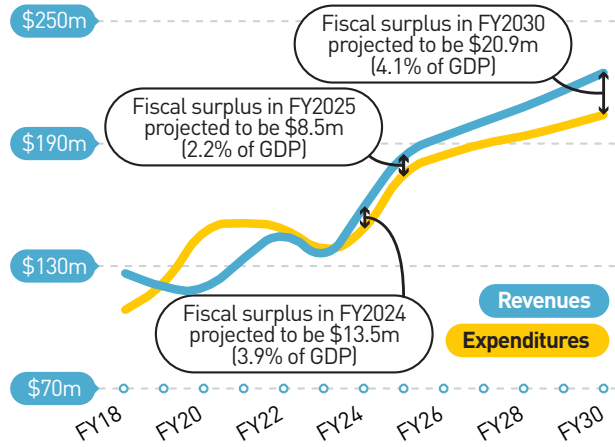 $250m
Fiscal surplus in FY2030
projected to be $20.9m
(4.1% of GDP)
Fiscal surplus in FY2025
projected to be $8.5m
(2.2% of GDP)
$190m
$130m
Fiscal surplus in FY2024
projected to be $13.5m
(3.9% of GDP)
Revenues
Expenditures
$70m
FY18
FY20
FY22
FY24
FY26
FY28
FY30